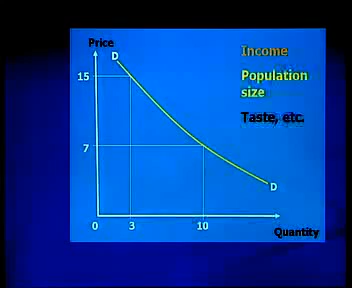 Price
D
Income
15
Population
size
Taste, etc.
7
D
0 3 10
Quantity